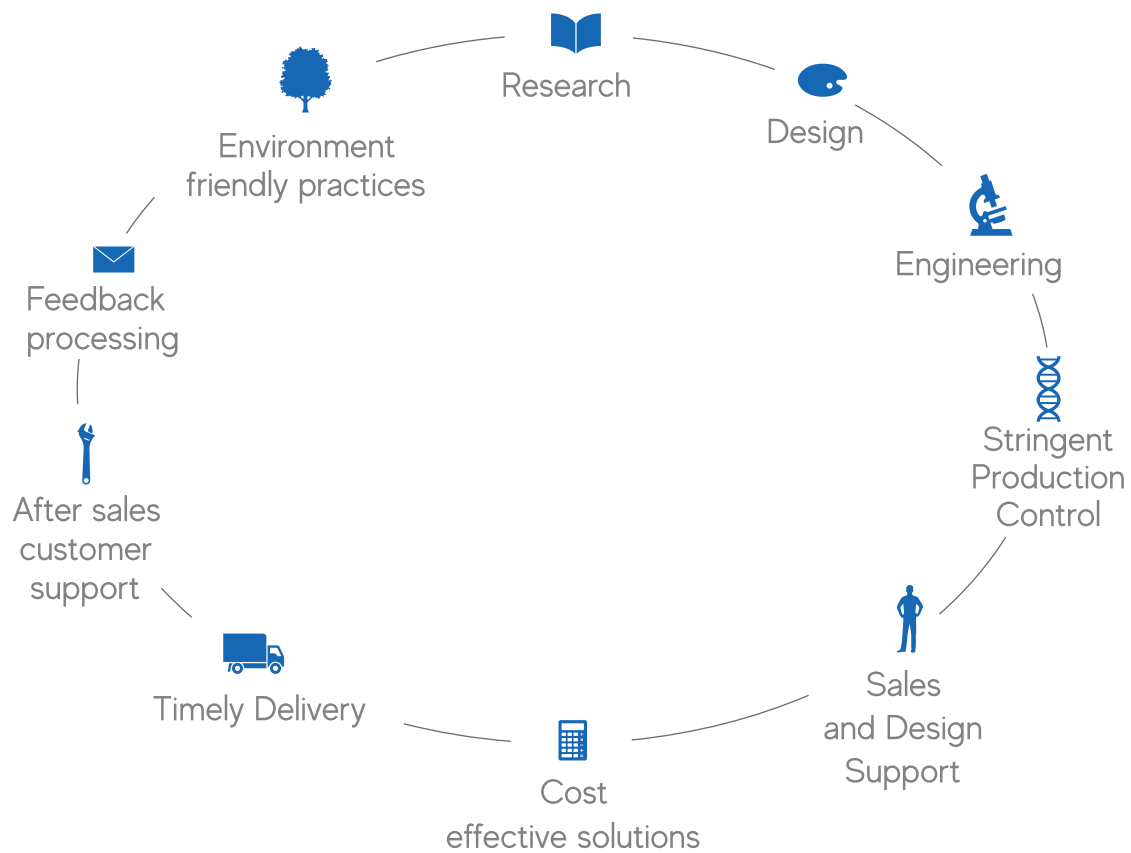 Research
Design
Engineering
Stringent
Production
Control
Sales
and Design
Support
Cost
effective solutions
Timely Delivery
After sales
customer
support
Feedback
processing
Environment
friendly practices